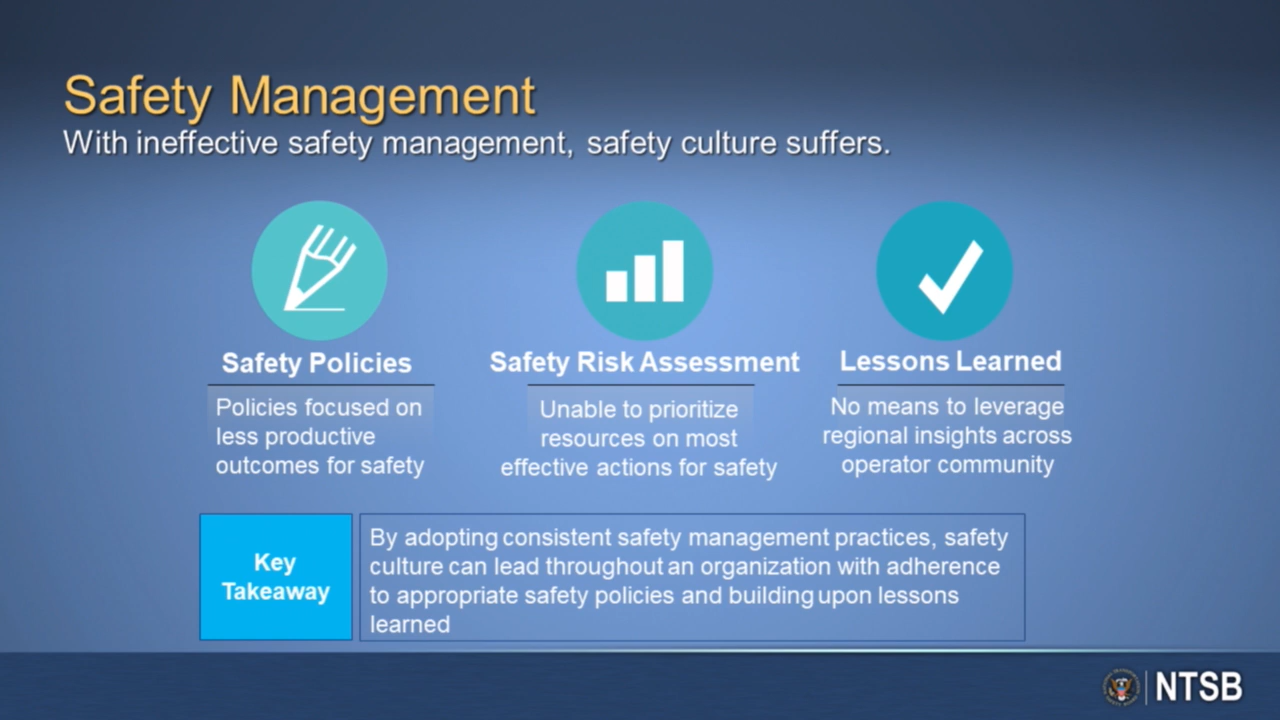 Safety Management
With ineffective safety management, safety culture suffers.
Safety Policies
Policies focused on
less productive
outcomes for safety
Safety Risk Assessment
Unable to prioritize
resources on most
effective actions for safety
Lessons Learned
No means to leverage
regional insights across
operator community
Key
Takeaway
By adopting consistent safety management practices, safety
culture can lead throughout an organization with adherence
to appropriate safety policies and building upon lessons
learned
NTSB